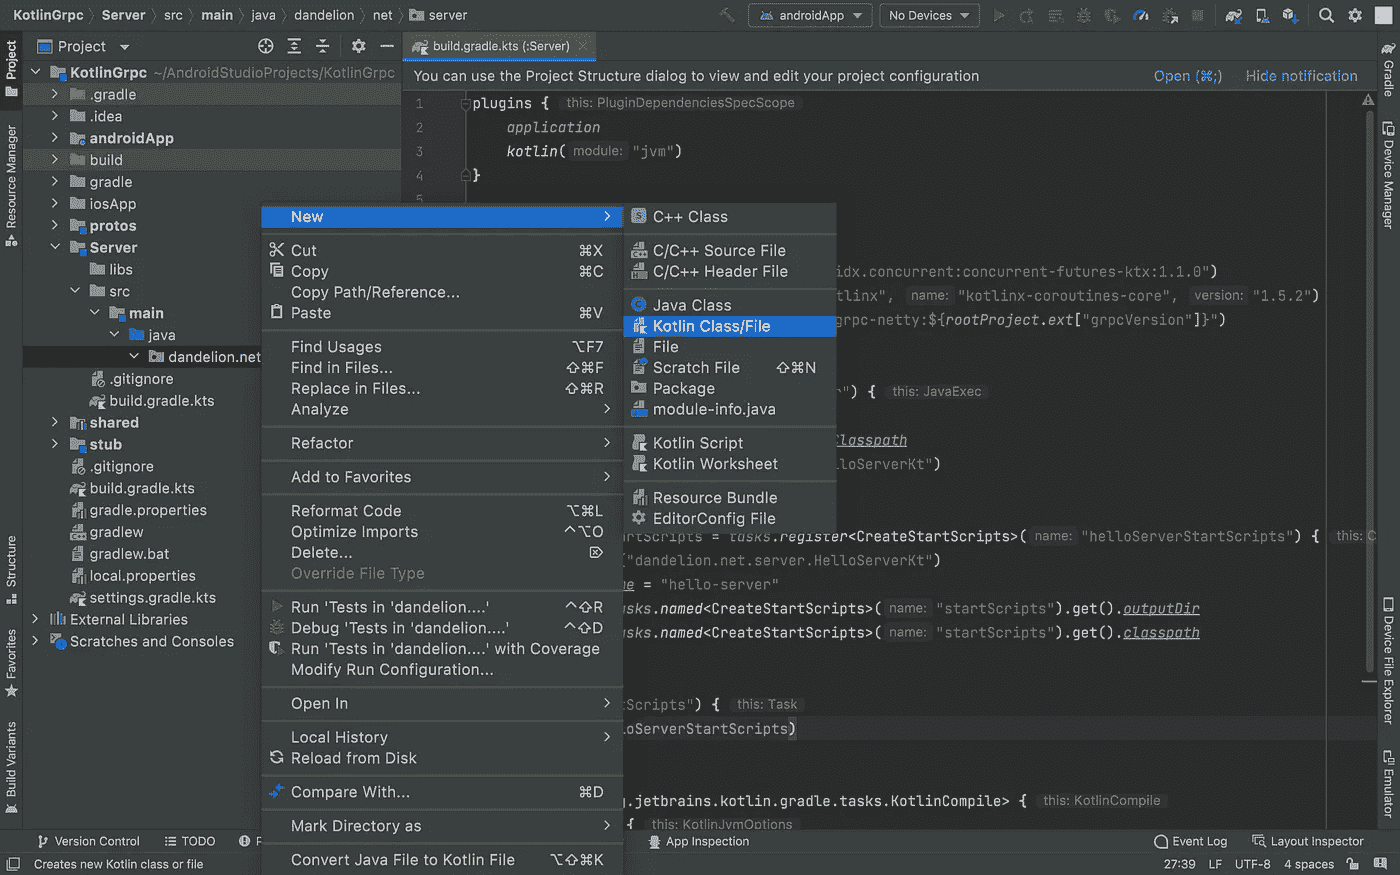 KotlinGrpc Server src main java dandelion net server androidApp No Devices
Project
build.gradle.kts (:Server)
You can use the Project Structure dialog to view and edit your project configuration Open (⌘;) Hide notification
KotlinGrpc ~/AndroidStudioProjects/KotlinGrpc
.gradle
.idea
androidApp
build
gradle
iosApp
protos
Server
libs
src
main
java
dandelion.net
.gitignore
build.gradle.kts
shared
stub
.gitignore
build.gradle.kts
gradle.properties
gradlew
gradlew.bat
local.properties
settings.gradle.kts
External Libraries
Scratches and Consoles
1 plugins { this: PluginDependenciesSpecScope
2 application
3 kotlin( module: "jvm")
4 }
5
New
Cut ⌘X
Copy ⌘C
Copy Path/Reference...
Paste ⌘V
Find Usages ⌥F7
Find in Files... ⇧⌘F
Replace in Files... ⇧⌘R
Analyze
Refactor
Add to Favorites
Reformat Code ⌥⌘L
Optimize Imports ^⌥O
Delete... ⌦
Override File Type
Run 'Tests in 'dandelion....' ^⇧R
Debug 'Tests in 'dandelion....' ^⇧D
Run 'Tests in 'dandelion....' with Coverage
Modify Run Configuration...
Open In
Local History
Reload from Disk
Compare With... ⌘D
Mark Directory as
Convert Java File to Kotlin File ⌥⇧⌘K
C++ Class
C/C++ Source File
C/C++ Header File
Java Class
Kotlin Class/File
File
Scratch File ⇧⌘N
Package
module-info.java
Kotlin Script
Kotlin Worksheet
Resource Bundle
EditorConfig File
idx.concurrent:concurrent-futures-ktx:1.1.0")
tlinx", name: "kotlinx-coroutines-core", version: "1.5.2")
grpc-netty:${rootProject.ext["grpcVersion"]}")
") { this: JavaExec
Classpath
lloServerKt")
artScripts = tasks.register<CreateStartScripts>( name: "helloServerStartScripts") { this: C
("dandelion.net.server.HelloServerKt")
me = "hello-server"
asks.named<CreateStartScripts>( name: "startScripts").get().outputDir
asks.named<CreateStartScripts>( name: "startScripts").get().classpath
tScripts") { this: Task
loServerStartScripts)
g.jetbrains.kotlin.gradle.tasks.KotlinCompile> { this: KotlinCompile
{ this: KotlinJvmOptions
Project
Resource Manager
Structure
Favorites
Build Variants
Gradle
Device Manager
Device File Explorer
Emulator
Version Control TODO P App Inspection Event Log Layout Inspector
Creates new Kotlin class or file 27:39 LF UTF-8 4 spaces